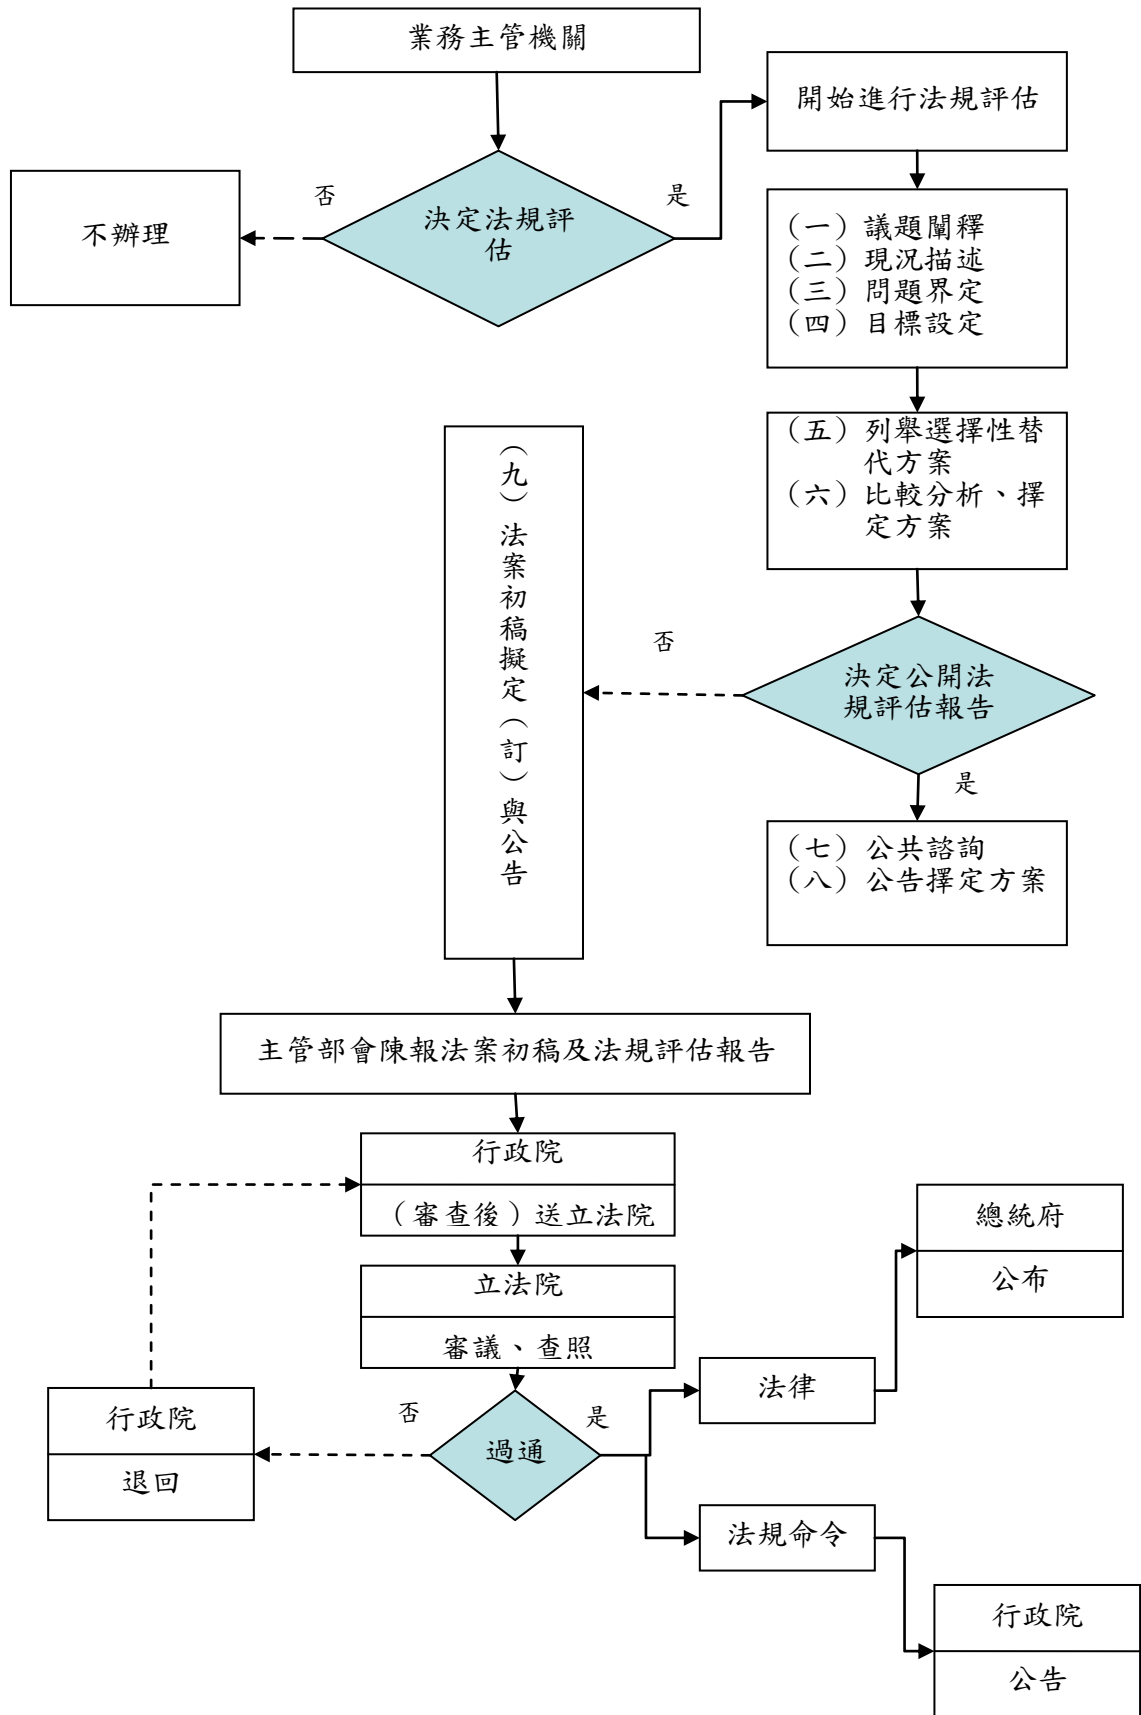 業務主管機關
開始進行法規評估
否
是
決定法規評
估
不辦理
（一）議題闡釋
（二）現況描述
（三）問題界定
（四）目標設定
（五）列舉選擇性替
代方案
（六）比較分析、擇
定方案
（九）法案初稿擬定（訂）與公告
否
決定公開法
規評估報告
是
（七）公共諮詢
（八）公告擇定方案
主管部會陳報法案初稿及法規評估報告
行政院
（審查後）送立法院
總統府
公布
立法院
審議、查照
法律
行政院
退回
否
是
過通
法規命令
行政院
公告